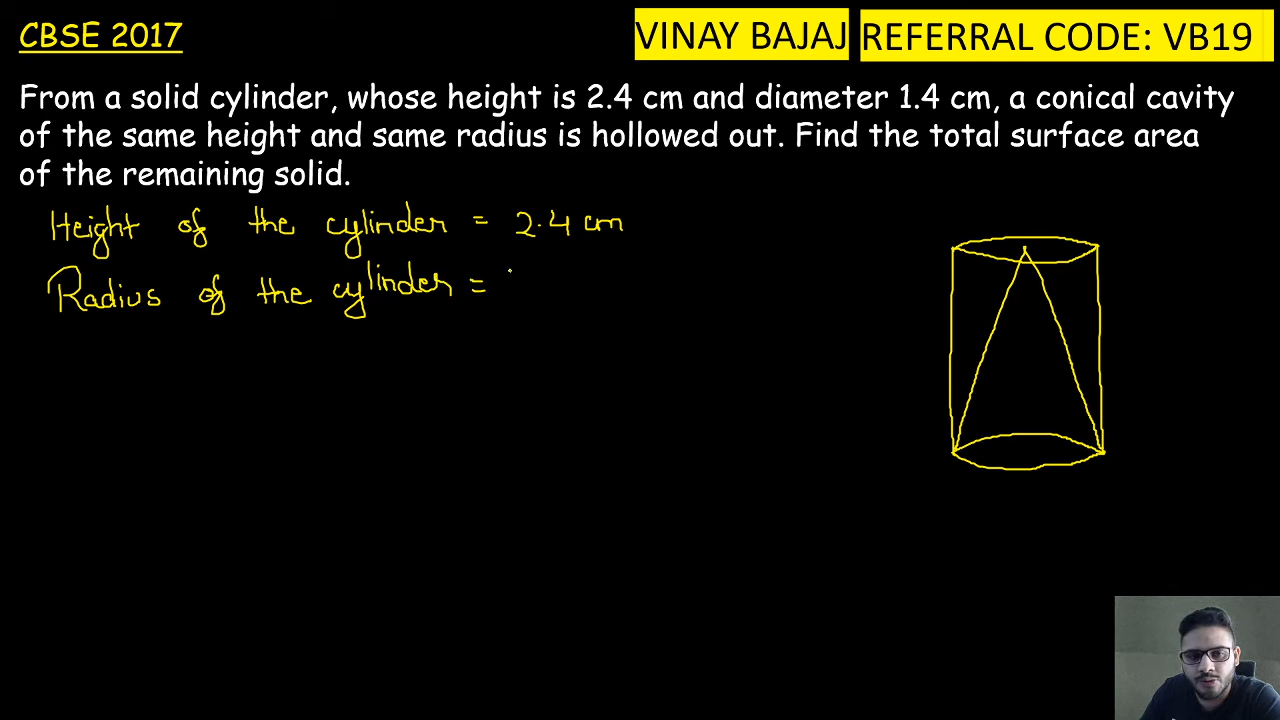 CBSE 2017
VINAY BAJAJ
REFERRAL CODE: VB19
From a solid cylinder, whose height is 2.4 cm and diameter 1.4 cm, a conical cavity
of the same height and same radius is hollowed out. Find the total surface area
of the remaining solid.
Height of the cylinder = 2.4 cm
Radius of the cylinder =